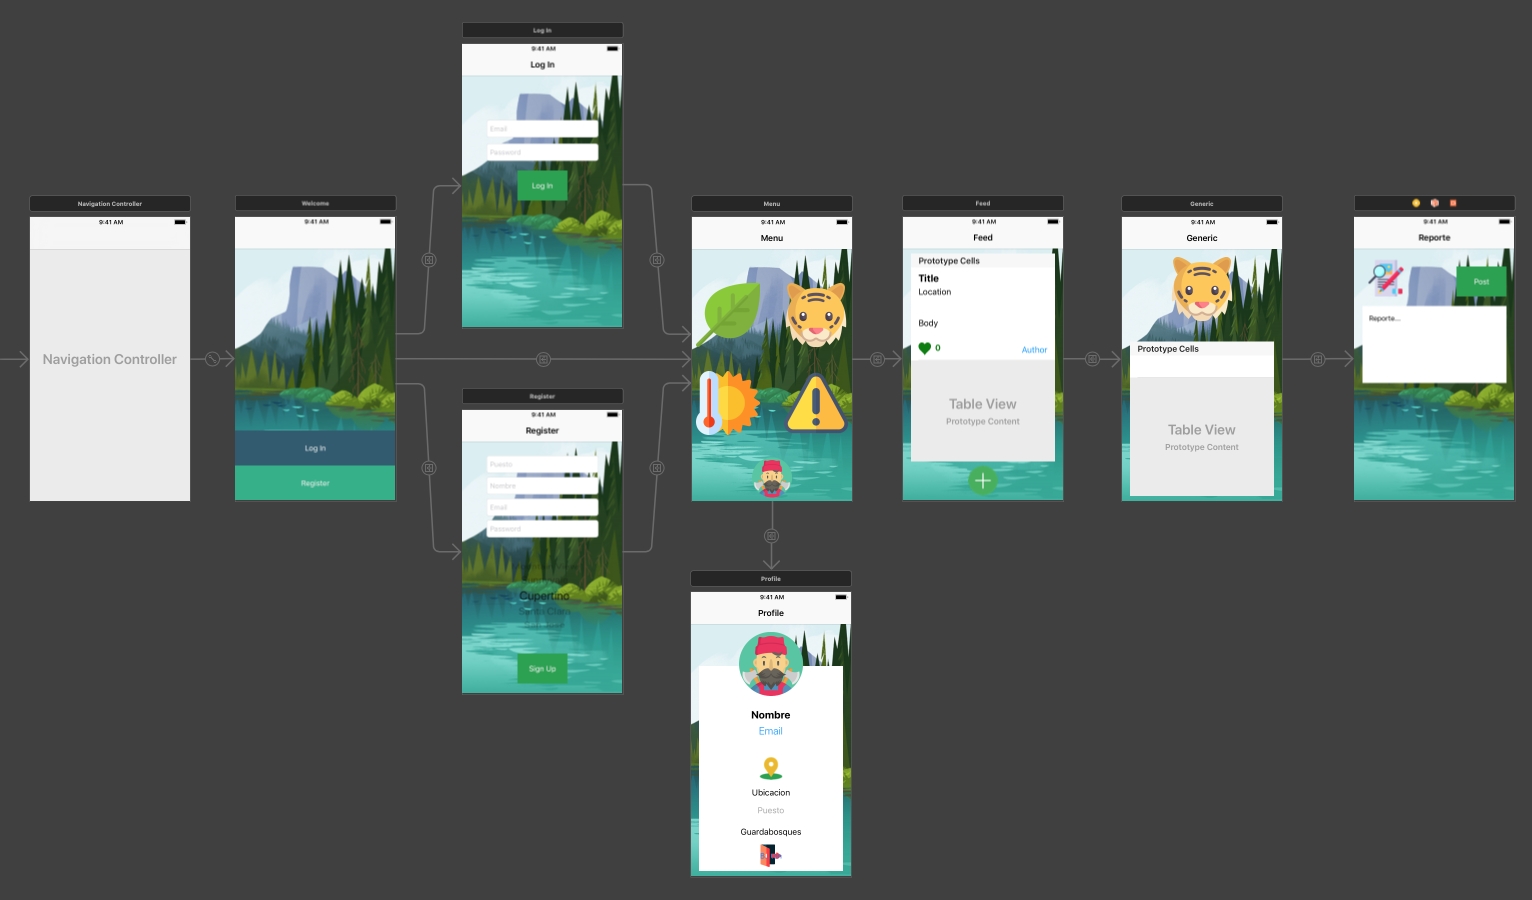 Log In
9:41 AM
Log In
Email
Password
Log In
Navigation Controller
9:41 AM
Navigation Controller
Welcome
9:41 AM
Log In
Register
Register
9:41 AM
Register
Puesto
Nombre
Email
Password
Cupertino
Santa Clara
Sign Up
Menu
9:41 AM
Menu
Feed
9:41 AM
Feed
Prototype Cells
Title
Location
Body
0
Author
Table View
Prototype Content
Generic
9:41 AM
Generic
Prototype Cells
Table View
Prototype Content
9:41 AM
Reporte
Post
Reporte...
Profile
9:41 AM
Profile
Nombre
Email
Ubicacion
Puesto
Guardabosques